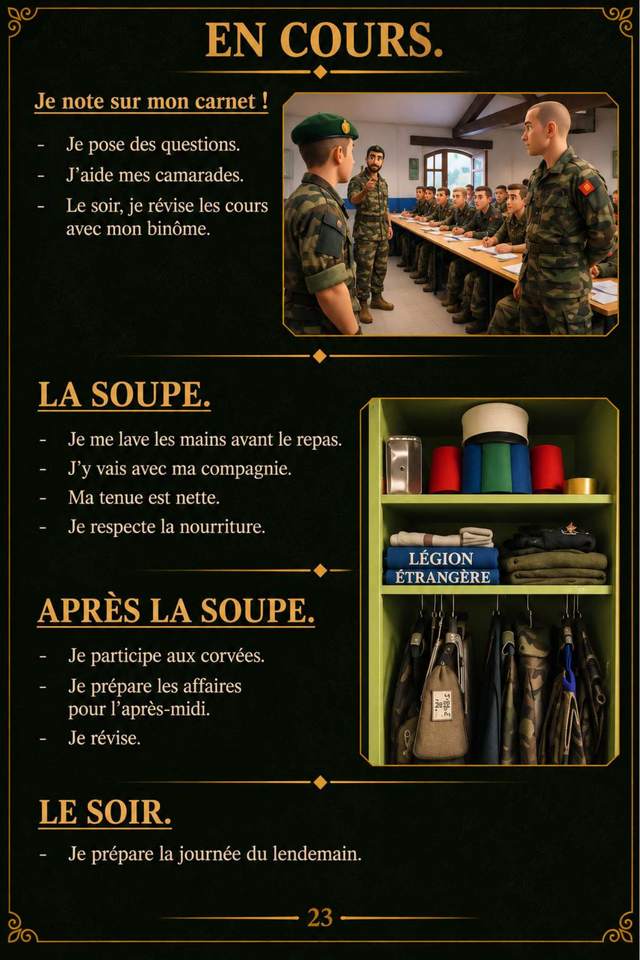 EN COURS.
Je note sur mon carnet !
- Je pose des questions.
- J'aide mes camarades.
- Le soir, je révise les cours
avec mon binôme.
LA SOUPE.
- Je me lave les mains avant le repas.
- J'y vais avec ma compagnie.
- Ma tenue est nette.
- Je respecte la nourriture.
LÉGION
ÉTRANGÈRE
APRÈS LA SOUPE.
- Je participe aux corvées.
- Je prépare les affaires
pour l'après-midi.
- Je révise.
LE SOIR.
- Je prépare la journée du lendemain.
23